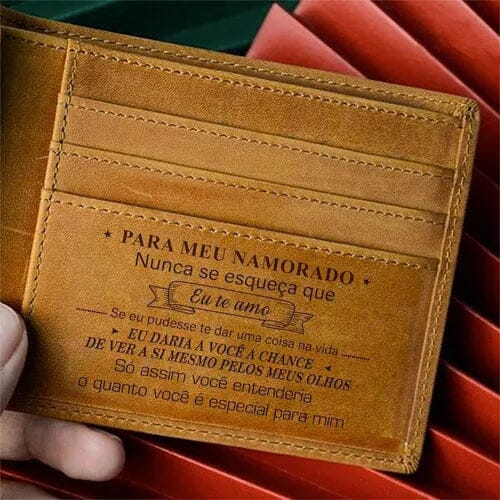 PARA MEU NAMORADO
Nunca se esqueça que
Eu te amo
Se eu pudesse te dar uma coisa na vida
EU DARIA A VOCÊ A CHANCE
DE VER A SI MESMO PELOS MEUS OLHOS
Só assim você entenderia
o quanto você é especial para mim